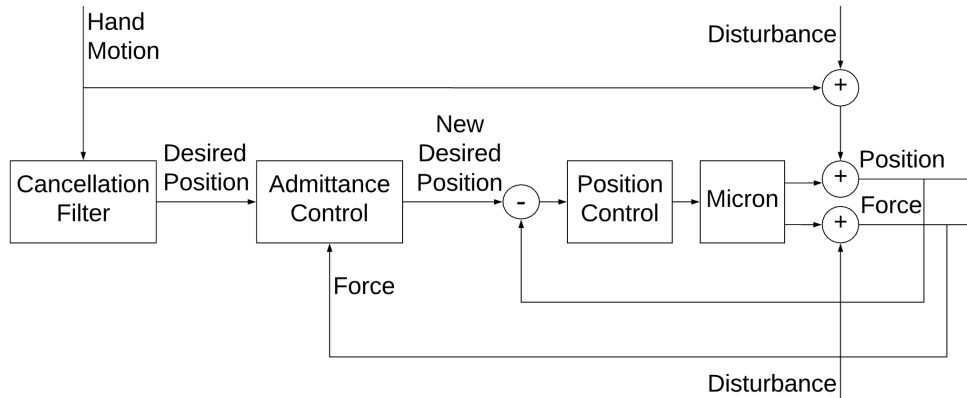 Hand
Motion
Disturbance
+
Cancellation
Filter
Desired
Position
Admittance
Control
New
Desired
Position
-
Position
Control
Micron
+
Position
+
Force
Force
Disturbance